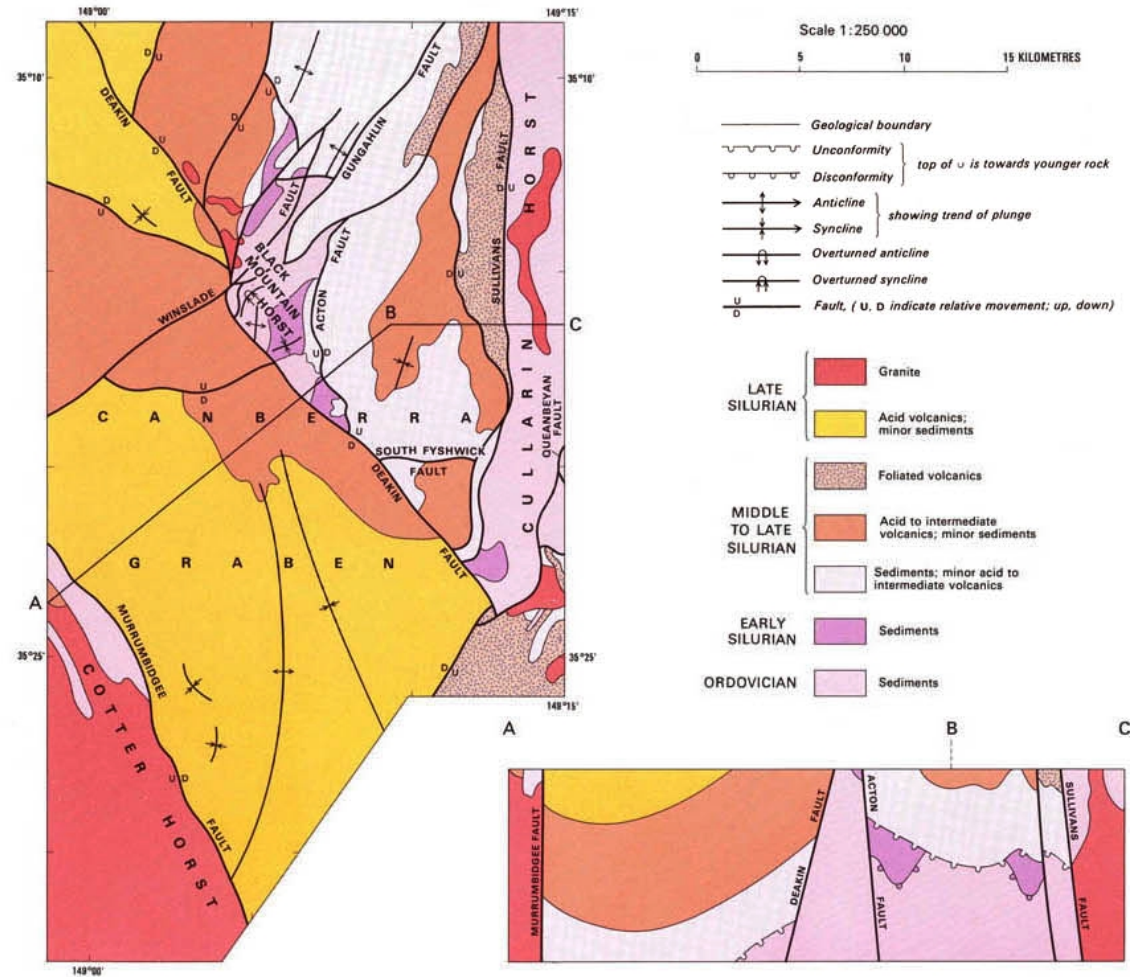 149°00'
149°15'
35°10'
35°10'
DEAKIN
FAULT
FAULT
GUNGAHLIN
FAULT
BLACK
MOUNTAIN
HORST
WINSLADE
ACTON
FAULT
SULLIVANS
FAULT
CULLARIN HORST
QUEANBEYAN
FAULT
B
C
CANBERRA
SOUTH FYSHWICK
FAULT
DEAKIN
FAULT
GRABEN
A
MURRUMBIDGEE
FAULT
COTTER HORST
35°25'
35°25'
149°15'
149°00'
D U
D U
D U
D U
D U
D U
D U
U D
U D
U D
D U
U D
Scale 1:250 000
0 5 10 15 KILOMETRES
Geological boundary
Unconformity
Disconformity
top of ∪ is towards younger rock
Anticline
Syncline
showing trend of plunge
Overturned anticline
Overturned syncline
U
D
Fault, ( U, D indicate relative movement; up, down)
LATE
SILURIAN
Granite
Acid volcanics;
minor sediments
MIDDLE
TO LATE
SILURIAN
Foliated volcanics
Acid to intermediate
volcanics; minor sediments
Sediments; minor acid to
intermediate volcanics
EARLY
SILURIAN
Sediments
ORDOVICIAN
Sediments
A
B
C
MURRUMBIDGEE FAULT
DEAKIN
FAULT
ACTON
FAULT
SULLIVANS
FAULT